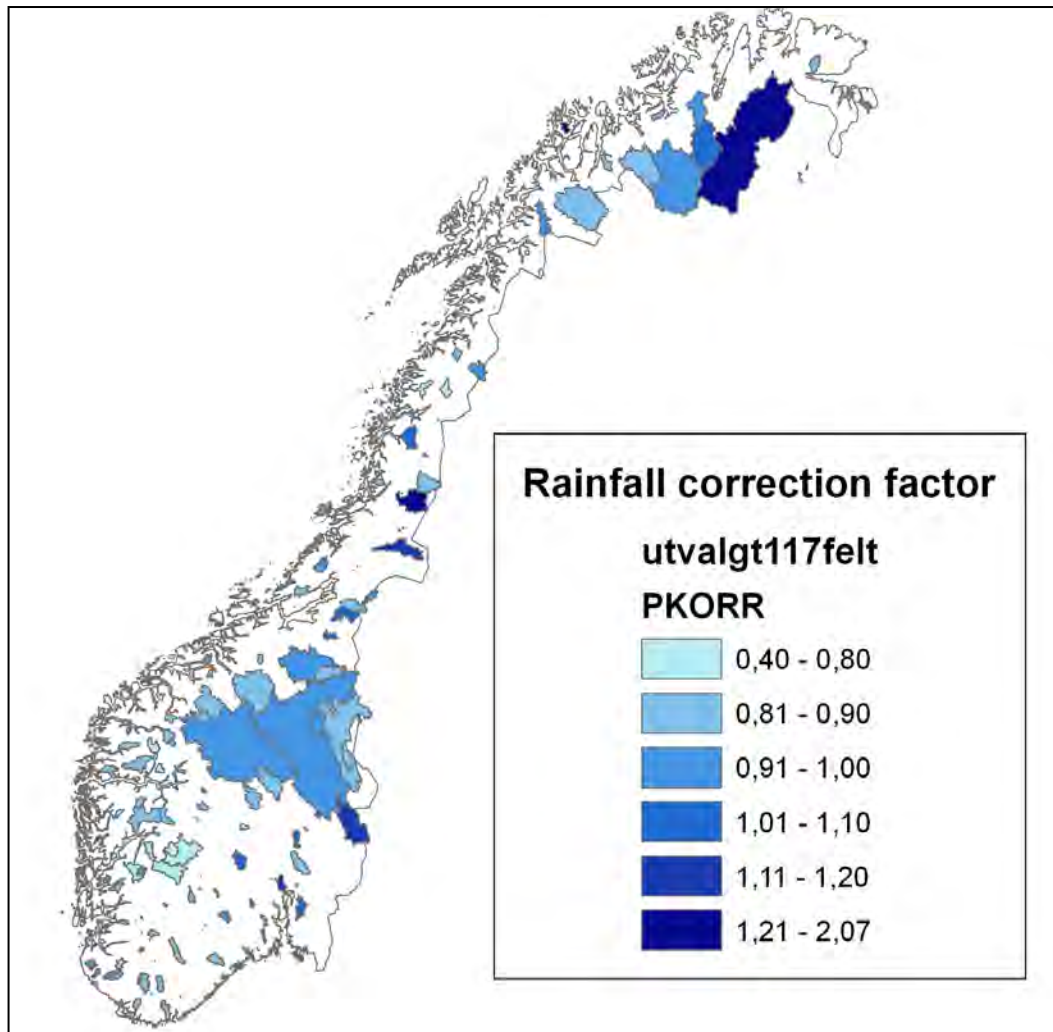 Rainfall correction factor
utvalgt117felt
PKORR
0,40 - 0,80
0,81 - 0,90
0,91 - 1,00
1,01 - 1,10
1,11 - 1,20
1,21 - 2,07